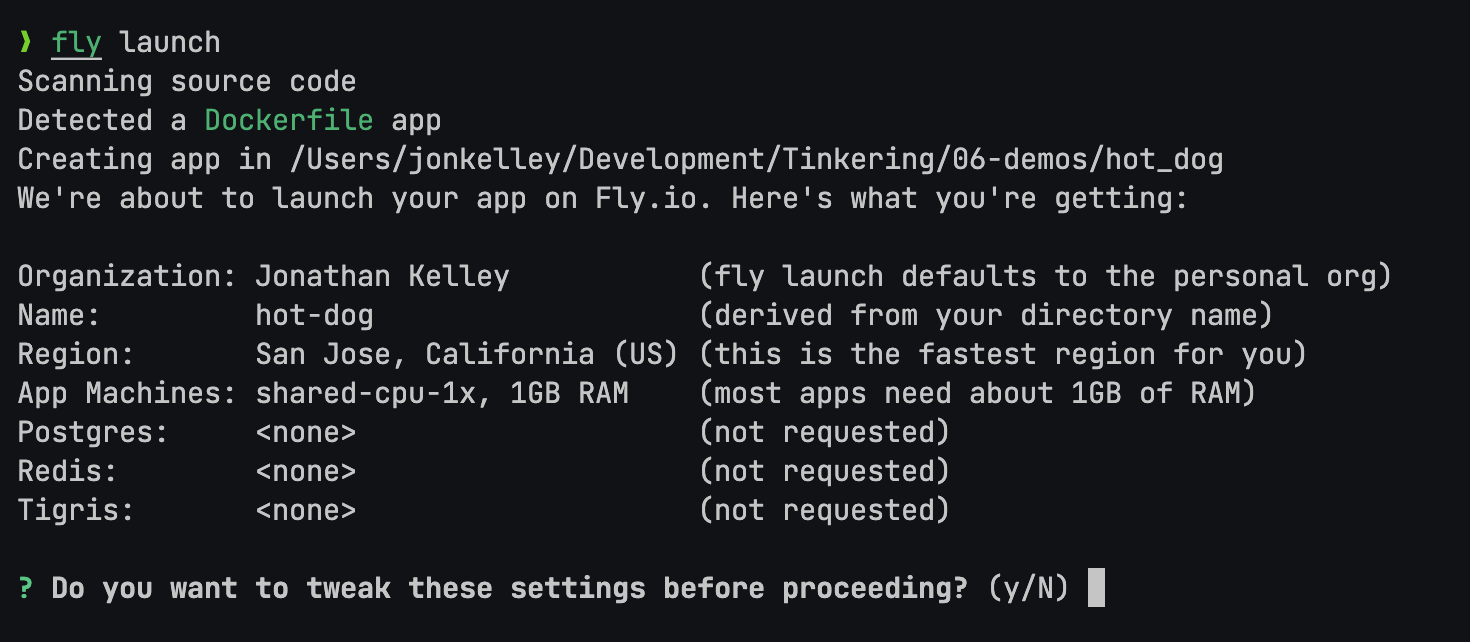 ❯ fly launch
Scanning source code
Detected a Dockerfile app
Creating app in /Users/jonkelley/Development/Tinkering/06-demos/hot_dog
We're about to launch your app on Fly.io. Here's what you're getting:

Organization: Jonathan Kelley           (fly launch defaults to the personal org)
Name:         hot-dog                   (derived from your directory name)
Region:       San Jose, California (US) (this is the fastest region for you)
App Machines: shared-cpu-1x, 1GB RAM    (most apps need about 1GB of RAM)
Postgres:     <none>                    (not requested)
Redis:        <none>                    (not requested)
Tigris:       <none>                    (not requested)

? Do you want to tweak these settings before proceeding? (y/N)